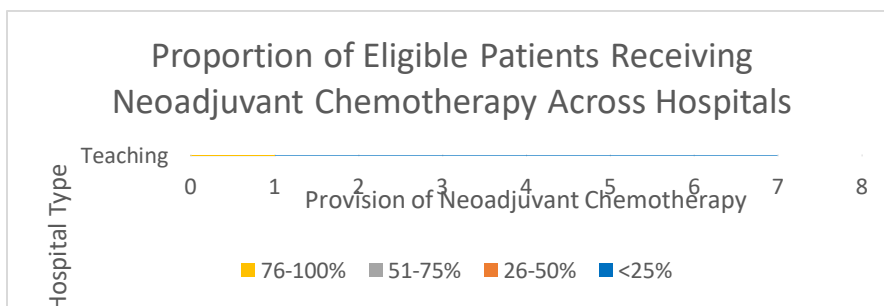 Proportion of Eligible Patients Receiving
Neoadjuvant Chemotherapy Across Hospitals
Hospital Type
Teaching
0 1 2 3 4 5 6 7 8
Provision of Neoadjuvant Chemotherapy
76-100% 51-75% 26-50% <25%